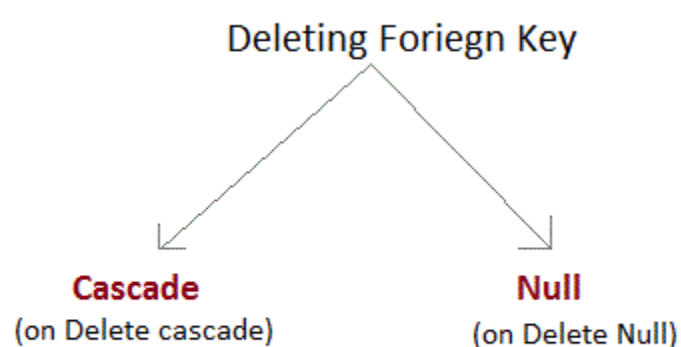 Deleting Foriegn Key
Cascade
(on Delete cascade)
Null
(on Delete Null)